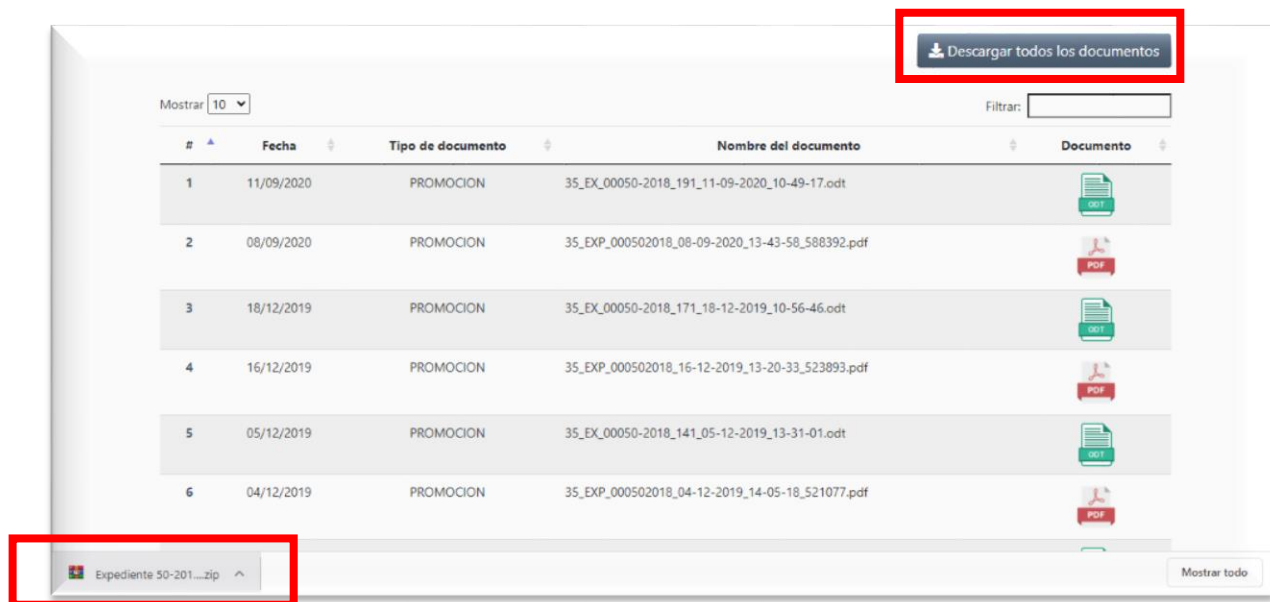 Descargar todos los documentos
Mostrar 10 Filtrar:
# Fecha Tipo de documento Nombre del documento Documento
1 11/09/2020 PROMOCION 35_EX_00050-2018_191_11-09-2020_10-49-17.odt ODT
2 08/09/2020 PROMOCION 35_EXP_000502018_08-09-2020_13-43-58_588392.pdf PDF
3 18/12/2019 PROMOCION 35_EX_00050-2018_171_18-12-2019_10-56-46.odt ODT
4 16/12/2019 PROMOCION 35_EXP_000502018_16-12-2019_13-20-33_523893.pdf PDF
5 05/12/2019 PROMOCION 35_EX_00050-2018_141_05-12-2019_13-31-01.odt ODT
6 04/12/2019 PROMOCION 35_EXP_000502018_04-12-2019_14-05-18_521077.pdf PDF
Expediente 50-201....zip Mostrar todo